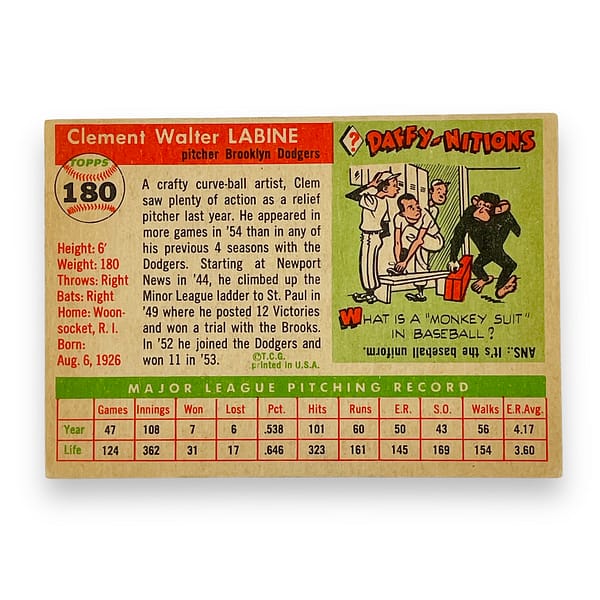 Clement Walter LABINE
pitcher Brooklyn Dodgers
TOPPS
180
Height: 6'
Weight: 180
Throws: Right
Bats: Right
Home: Woon-
socket, R. I.
Born:
Aug. 6, 1926
A crafty curve-ball artist, Clem
saw plenty of action as a relief
pitcher last year. He appeared in
more games in '54 than in any of
his previous 4 seasons with the
Dodgers. Starting at Newport
News in '44, he climbed up the
Minor League ladder to St. Paul in
'49 where he posted 12 Victories
and won a trial with the Brooks.
In '52 he joined the Dodgers and
won 11 in '53.
©T.C.G.
printed in U.S.A.
? DAFFY-NITIONS
WHAT IS A "MONKEY SUIT"
IN BASEBALL?
ANS.: It's the baseball uniform.
MAJOR LEAGUE PITCHING RECORD
Games Innings Won Lost Pct. Hits Runs E.R. S.O. Walks E.R.Avg.
Year 47 108 7 6 .538 101 60 50 43 56 4.17
Life 124 362 31 17 .646 323 161 145 169 154 3.60